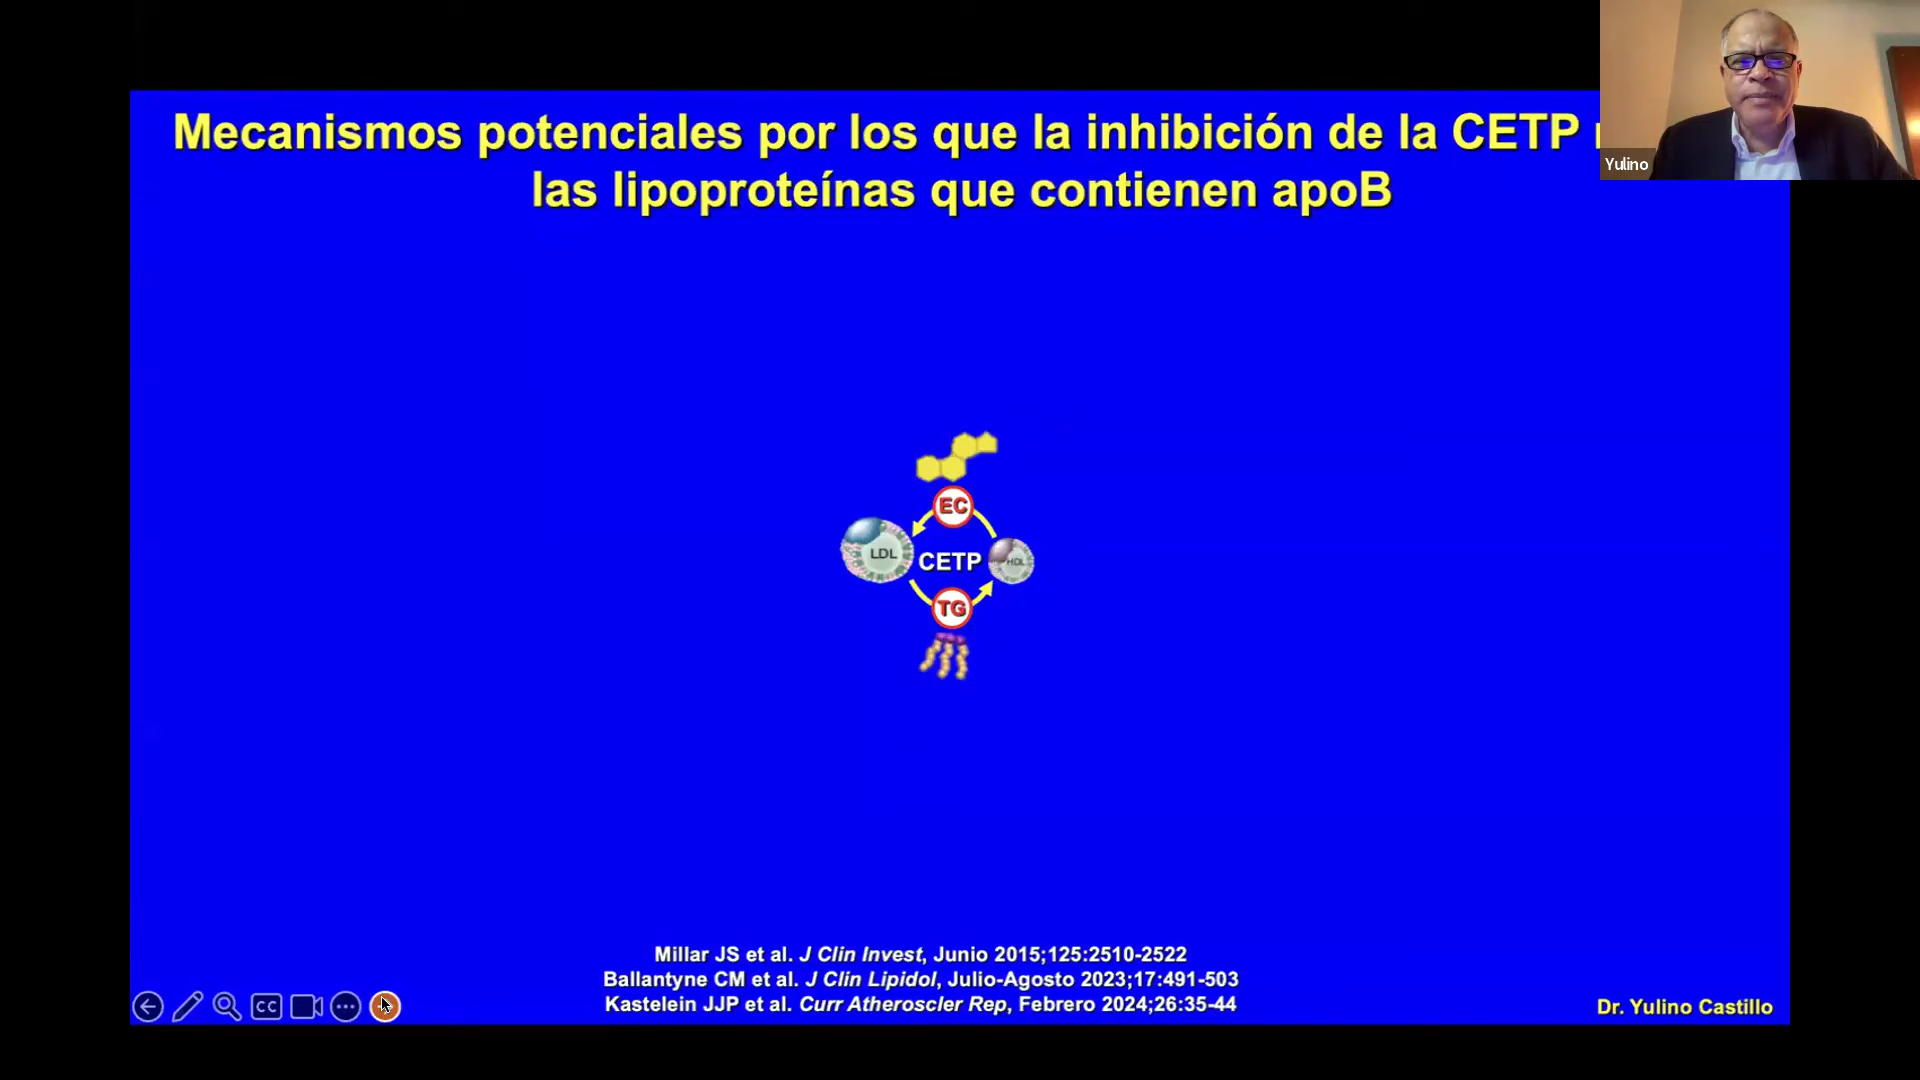 Mecanismos potenciales por los que la inhibición de la CETP
las lipoproteínas que contienen apoB
Yulino
EC
LDL
CETP
HDL
TG
Millar JS et al. J Clin Invest, Junio 2015;125:2510-2522
Ballantyne CM et al. J Clin Lipidol, Julio-Agosto 2023;17:491-503
Kastelein JJP et al. Curr Atheroscler Rep, Febrero 2024;26:35-44
CC
Dr. Yulino Castillo